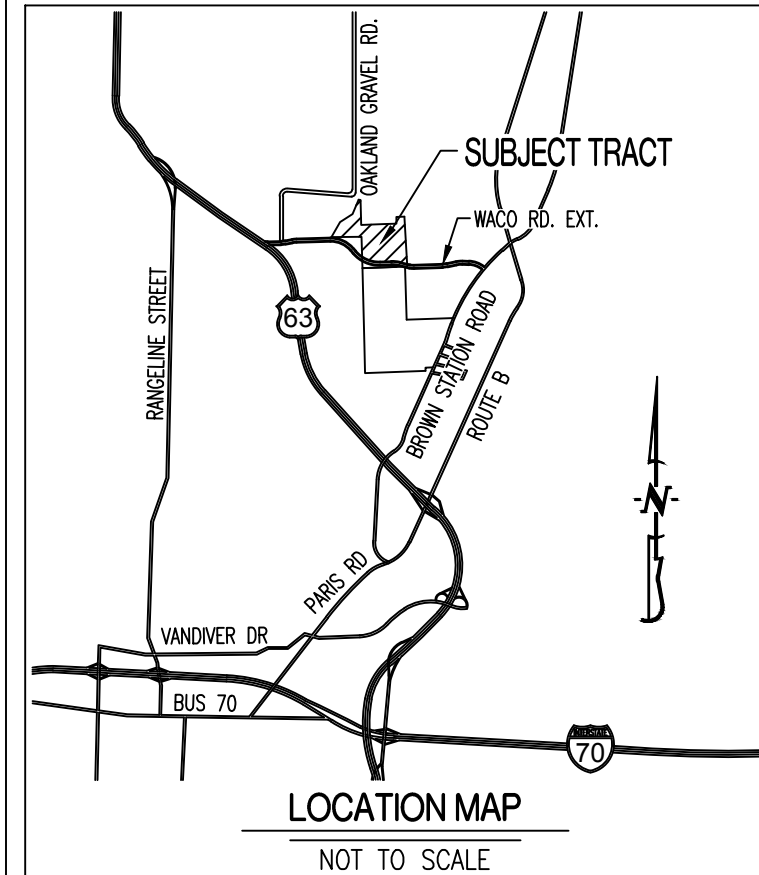 OAKLAND GRAVEL RD.
SUBJECT TRACT
WACO RD. EXT.
RANGELINE STREET
63
BROWN STATION ROAD
ROUTE B
N
PARIS RD
VANDIVER DR
BUS 70
INTERSTATE
70
LOCATION MAP
NOT TO SCALE